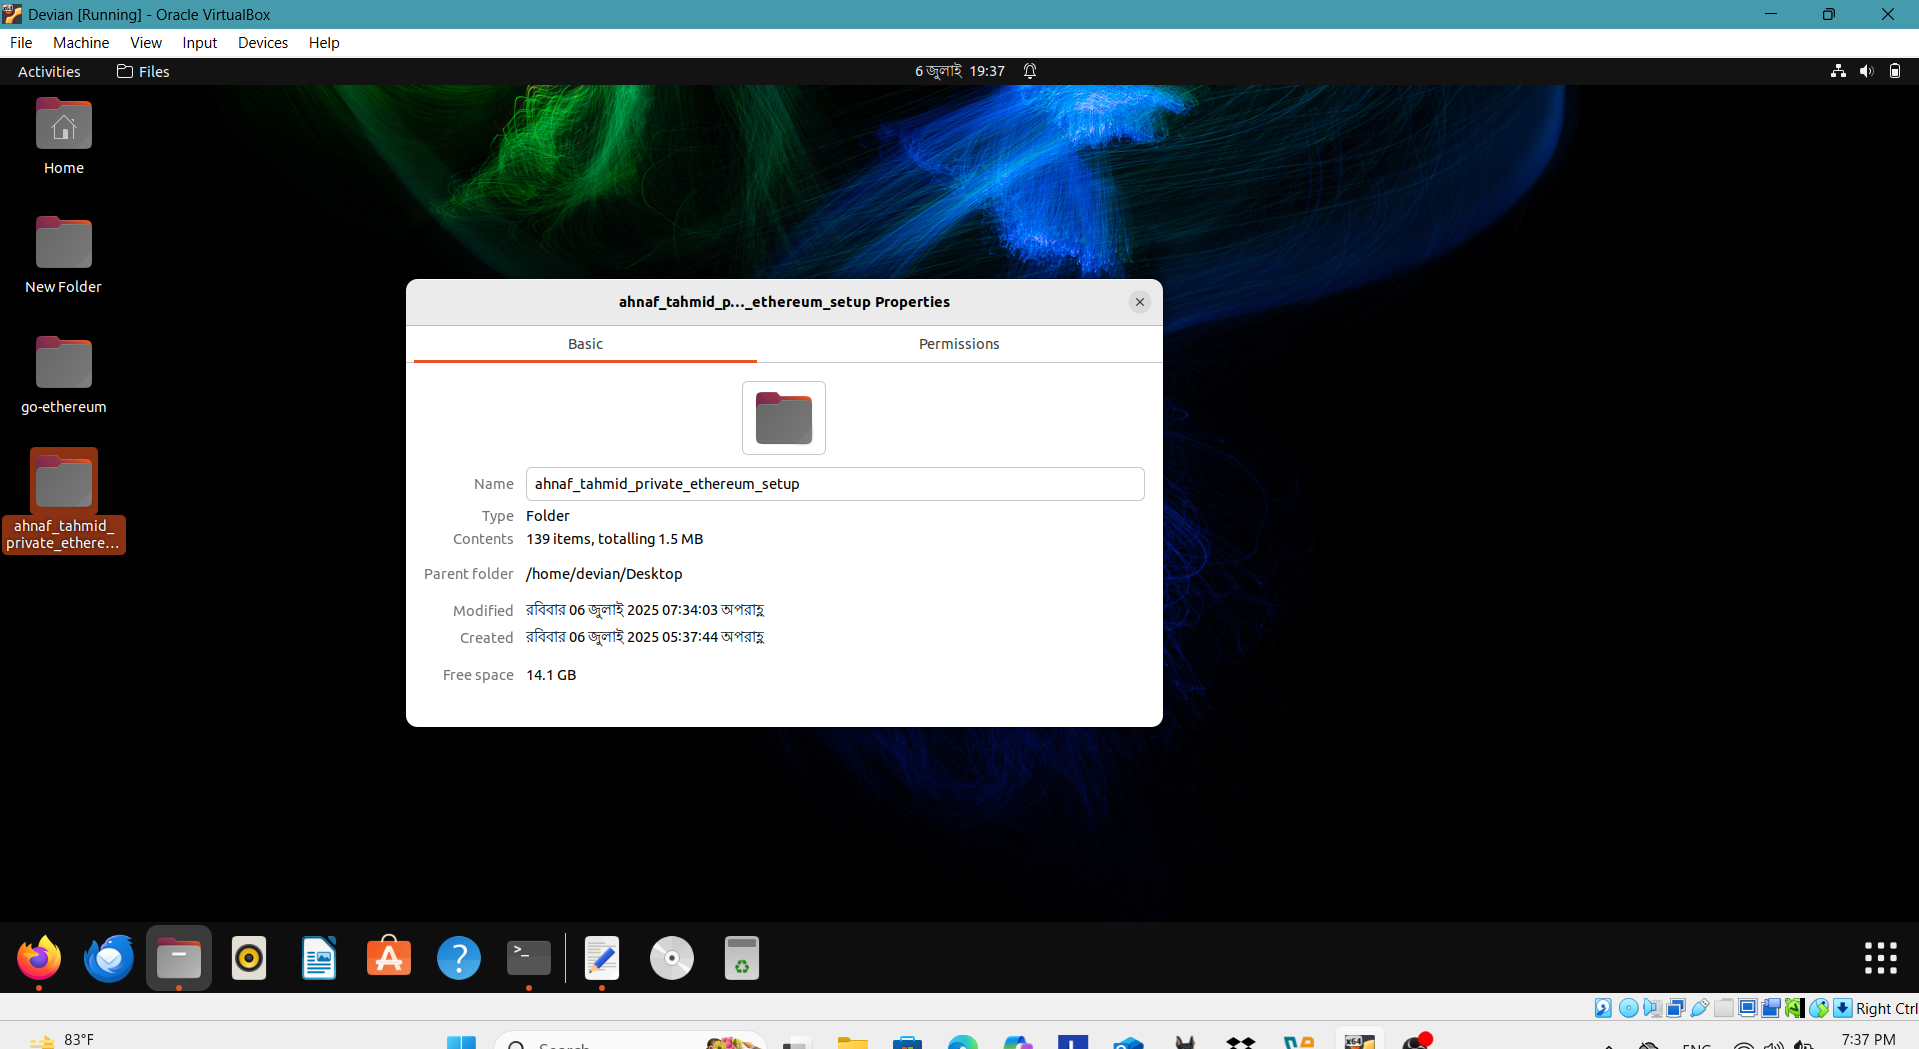 Devian [Running] - Oracle VirtualBox
File Machine View Input Devices Help
Activities Files 6 জুলাই 19:37
Home
New Folder
go-ethereum
ahnaf_tahmid_
private_ethere...
ahnaf_tahmid_p..._ethereum_setup Properties
Basic Permissions
Name ahnaf_tahmid_private_ethereum_setup
Type Folder
Contents 139 items, totalling 1.5 MB
Parent folder /home/devian/Desktop
Modified রবিবার 06 জুলাই 2025 07:34:03 অপরাহ্ণ
Created রবিবার 06 জুলাই 2025 05:37:44 অপরাহ্ণ
Free space 14.1 GB
Right Ctrl
83°F
Search
ENG
7:37 PM